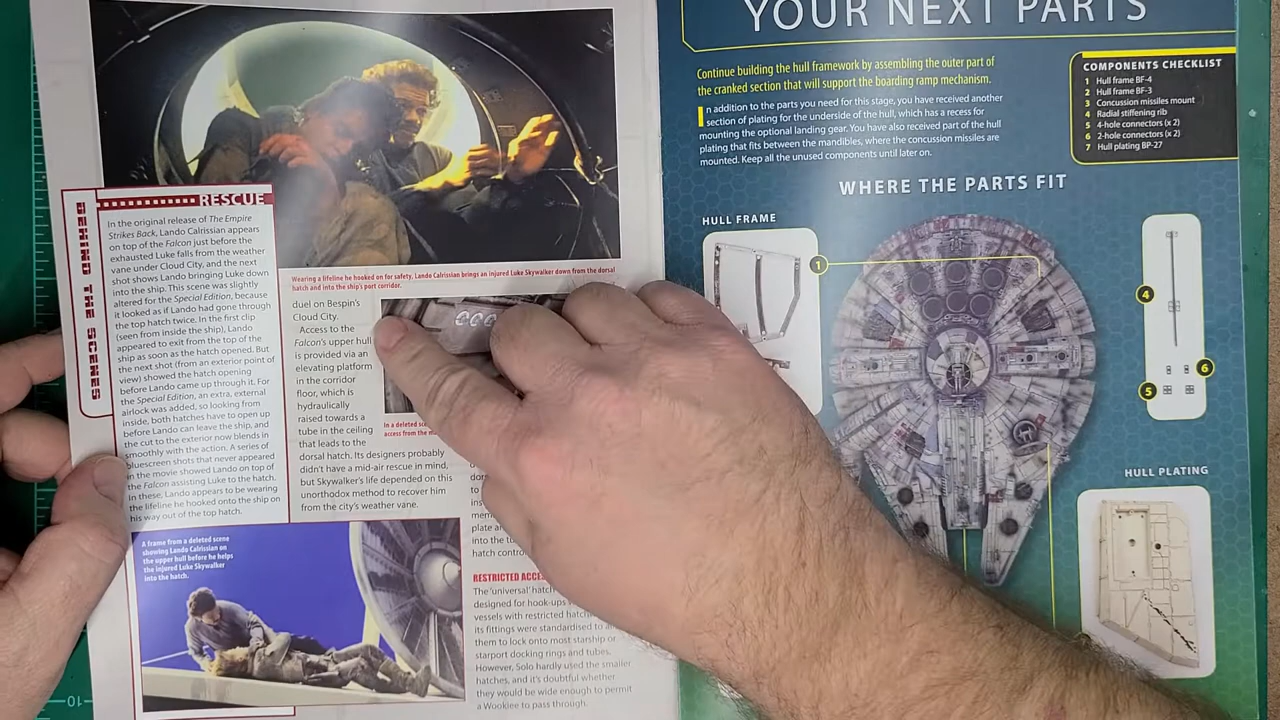 BEHIND THE SCENES
RESCUE
In the original release of The Empire
Strikes Back, Lando Calrissian appears
on top of the Falcon just before the
exhausted Luke falls from the weather
vane under Cloud City, and the next
shot shows Lando bringing Luke down
into the ship. This scene was slightly
altered for the Special Edition, because
it looked as if Lando had gone through
the top hatch twice. In the first clip
(seen from inside the ship), Lando
appeared to exit from the top of the
ship as soon as the hatch opened. But
the next shot (from an exterior point of
view) showed the hatch opening
before Lando came up through it. For
the Special Edition, an extra, external
airlock was added, so looking from
inside, both hatches have to open up
before Lando can leave the ship, and
the cut to the exterior now blends in
smoothly with the action. A series of
bluescreen shots that never appeared
in the movie showed Lando on top of
the Falcon assisting Luke to the hatch.
In these, Lando appears to be wearing
the lifeline he hooked onto the ship on
his way out of the top hatch.
Wearing a lifeline he hooked on for safety, Lando Calrissian brings an injured Luke Skywalker down from the dorsal
hatch and into the ship's port corridor.
duel on Bespin's
Cloud City.
Access to the
Falcon's upper hull
is provided via an
elevating platform
in the corridor
floor, which is
hydraulically
raised towards a
tube in the ceiling
that leads to the
dorsal hatch. Its designers probably
didn't have a mid-air rescue in mind,
but Skywalker's life depended on this
unorthodox method to recover him
from the city's weather vane.
In a deleted
access from the
A frame from a deleted scene
showing Lando Calrissian on
the upper hull before he helps
the injured Luke Skywalker
into the hatch.
plate
into the
hatch
RESTRICTED
The 'universal' hatch
designed for hook-ups
vessels with restricted
Its fittings were standardised to
them to lock onto most starship or
starport docking rings and tubes.
However, Solo hardly used the smaller
hatches, and it's doubtful whether
they would be wide enough to permit
a Wookiee to pass through.
YOUR NEXT PARTS
Continue building the hull framework by assembling the outer part of
the cranked section that will support the boarding ramp mechanism.
In addition to the parts you need for this stage, you have received another
section of plating for the underside of the hull, which has a recess for
mounting the optional landing gear. You have also received part of the hull
plating that fits between the mandibles, where the concussion missiles are
mounted. Keep all the unused components until later on.
COMPONENTS CHECKLIST
1 Hull frame BF-4
2 Hull frame BF-3
3 Concussion missiles mount
4 Radial stiffening rib
5 4-hole connectors (x 2)
6 2-hole connectors (x 2)
7 Hull plating BP-27
WHERE THE PARTS FIT
HULL FRAME
1
4
6
5
HULL PLATING
10